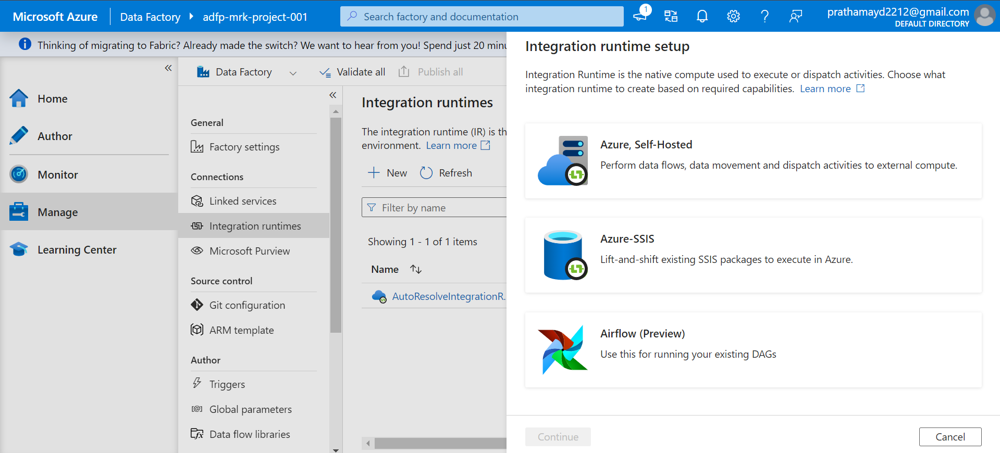 Microsoft Azure
Data Factory
adfp-mrk-project-001
Search factory and documentation
1
prathamayd2212@gmail.com
DEFAULT DIRECTORY
Thinking of migrating to Fabric? Already made the switch? We want to hear from you! Spend just 20 minu
Home
Author
Monitor
Manage
Learning Center
Data Factory
Validate all
Publish all
General
Factory settings
Connections
Linked services
Integration runtimes
Microsoft Purview
Source control
Git configuration
ARM template
Author
Triggers
Global parameters
Data flow libraries
Integration runtimes
The integration runtime (IR) is th
environment. Learn more
New
Refresh
Filter by name
Showing 1 - 1 of 1 items
Name
AutoResolveIntegrationR.
Integration runtime setup
Integration Runtime is the native compute used to execute or dispatch activities. Choose what
integration runtime to create based on required capabilities. Learn more
Azure, Self-Hosted
Perform data flows, data movement and dispatch activities to external compute.
Azure-SSIS
Lift-and-shift existing SSIS packages to execute in Azure.
Airflow (Preview)
Use this for running your existing DAGs
Continue
Cancel